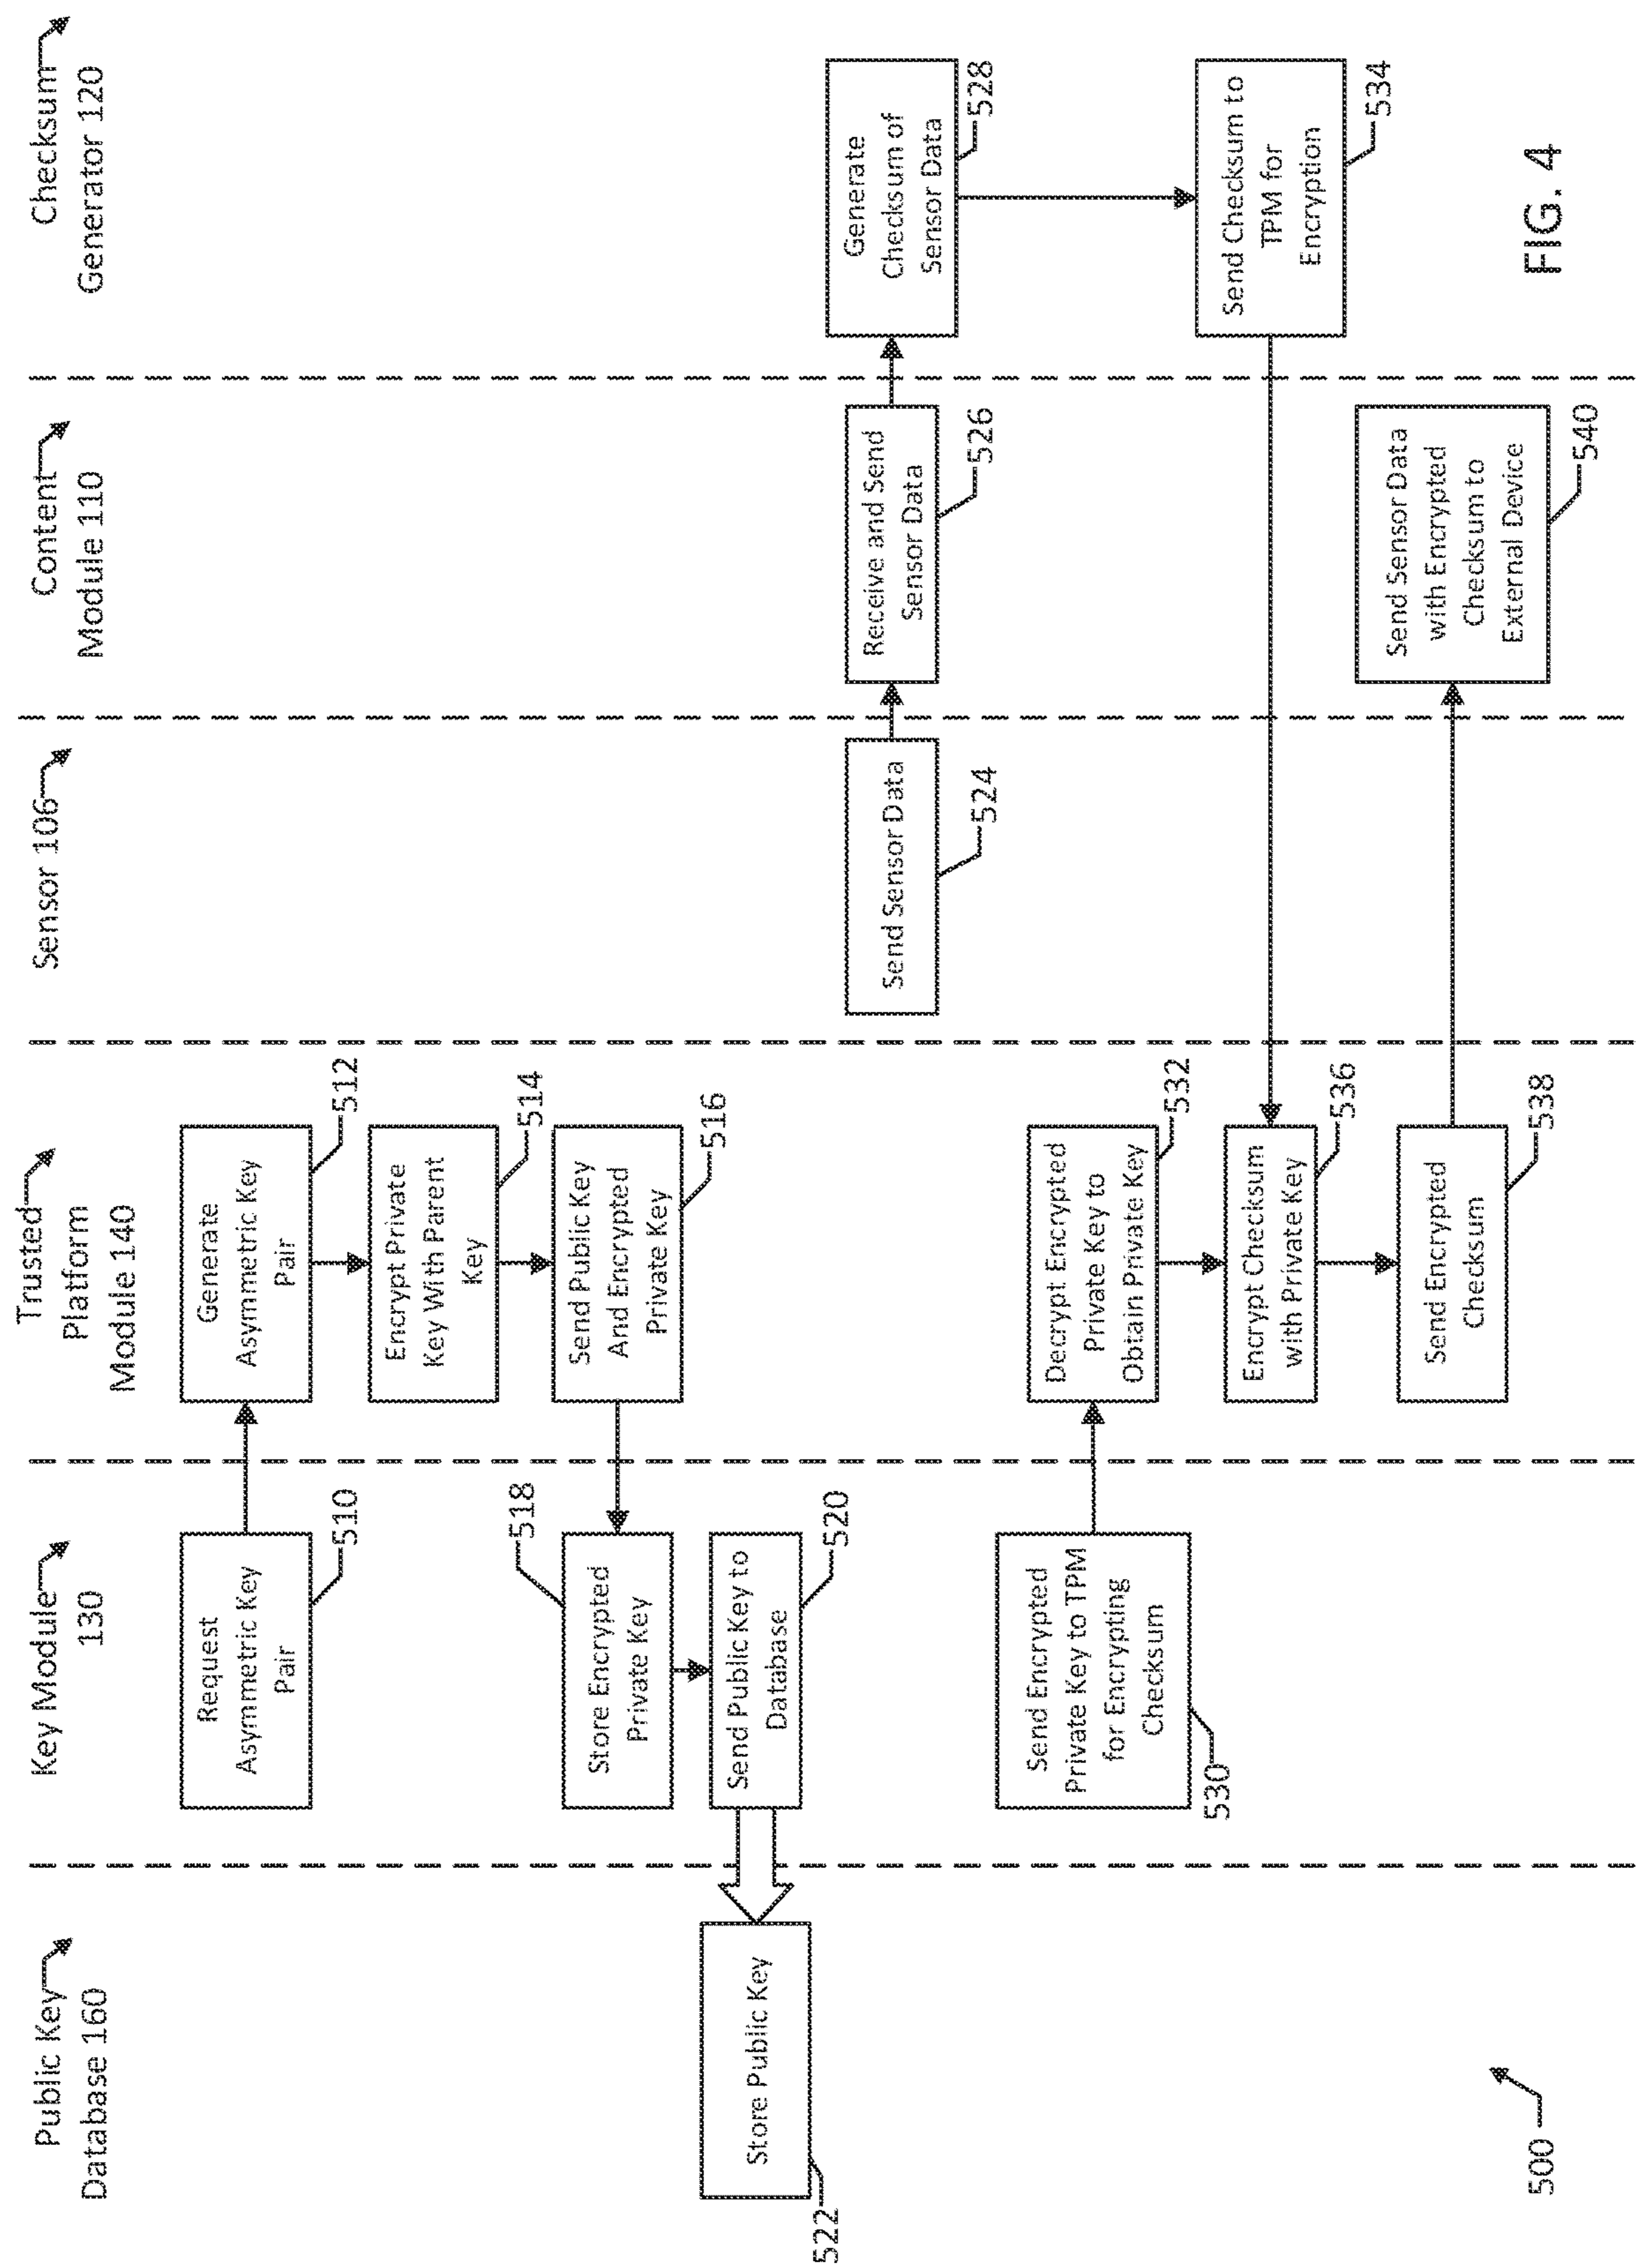 Public Key
Database 160
Key Module
130
Trusted
Platform
Module 140
Sensor 106
Content
Module 110
Checksum
Generator 120
Request
Asymmetric Key
Pair
510
Generate
Asymmetric Key
Pair
512
Encrypt Private
Key With Parent
Key
514
Send Public Key
And Encrypted
Private Key
516
518
Store Encrypted
Private Key
Send Public Key to
Database
520
Store Public Key
522
Send Sensor Data
524
Receive and Send
Sensor Data
526
Generate
Checksum of
Sensor Data
528
Send Encrypted
Private Key to TPM
for Encrypting
Checksum
530
Decrypt Encrypted
Private Key to
Obtain Private Key
532
Send Checksum to
TPM for
Encryption
534
Encrypt Checksum
with Private Key
536
Send Encrypted
Checksum
538
Send Sensor Data
with Encrypted
Checksum to
External Device
540
500
FIG. 4